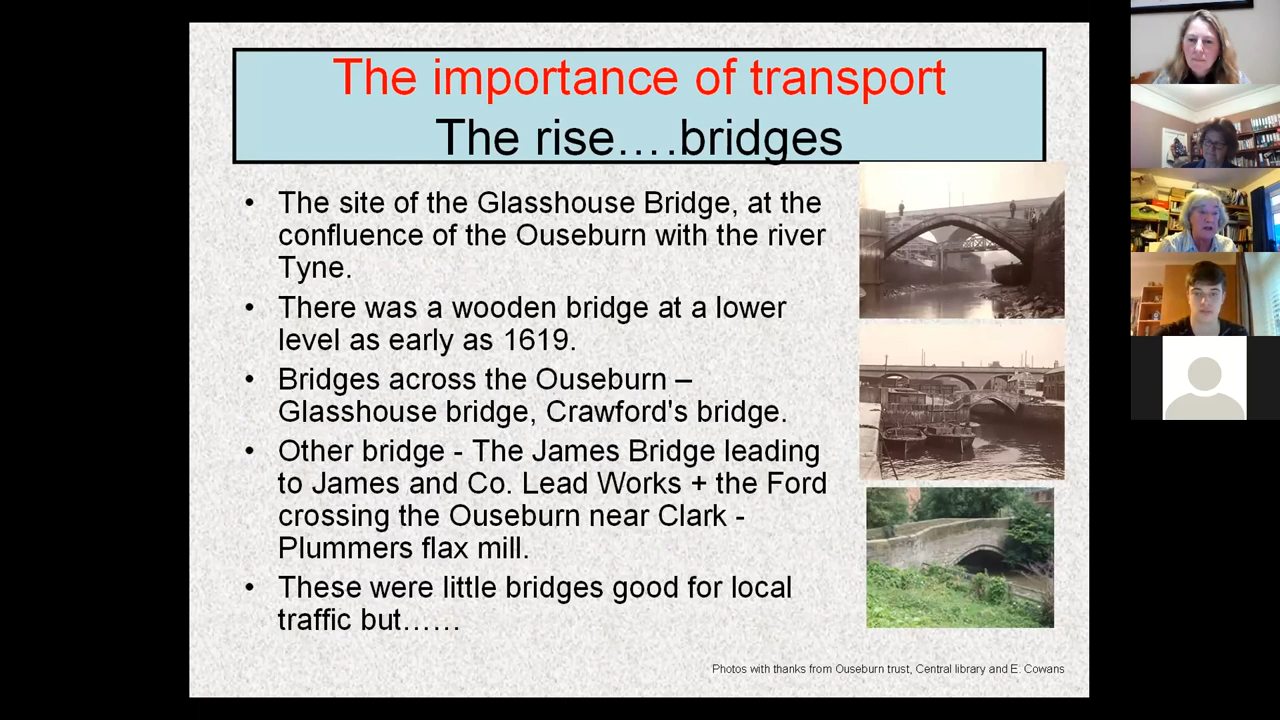 The importance of transport
The rise….bridges
• The site of the Glasshouse Bridge, at the
confluence of the Ouseburn with the river
Tyne.
• There was a wooden bridge at a lower
level as early as 1619.
• Bridges across the Ouseburn –
Glasshouse bridge, Crawford's bridge.
• Other bridge - The James Bridge leading
to James and Co. Lead Works + the Ford
crossing the Ouseburn near Clark -
Plummers flax mill.
• These were little bridges good for local
traffic but……
Photos with thanks from Ouseburn trust, Central library and E. Cowans